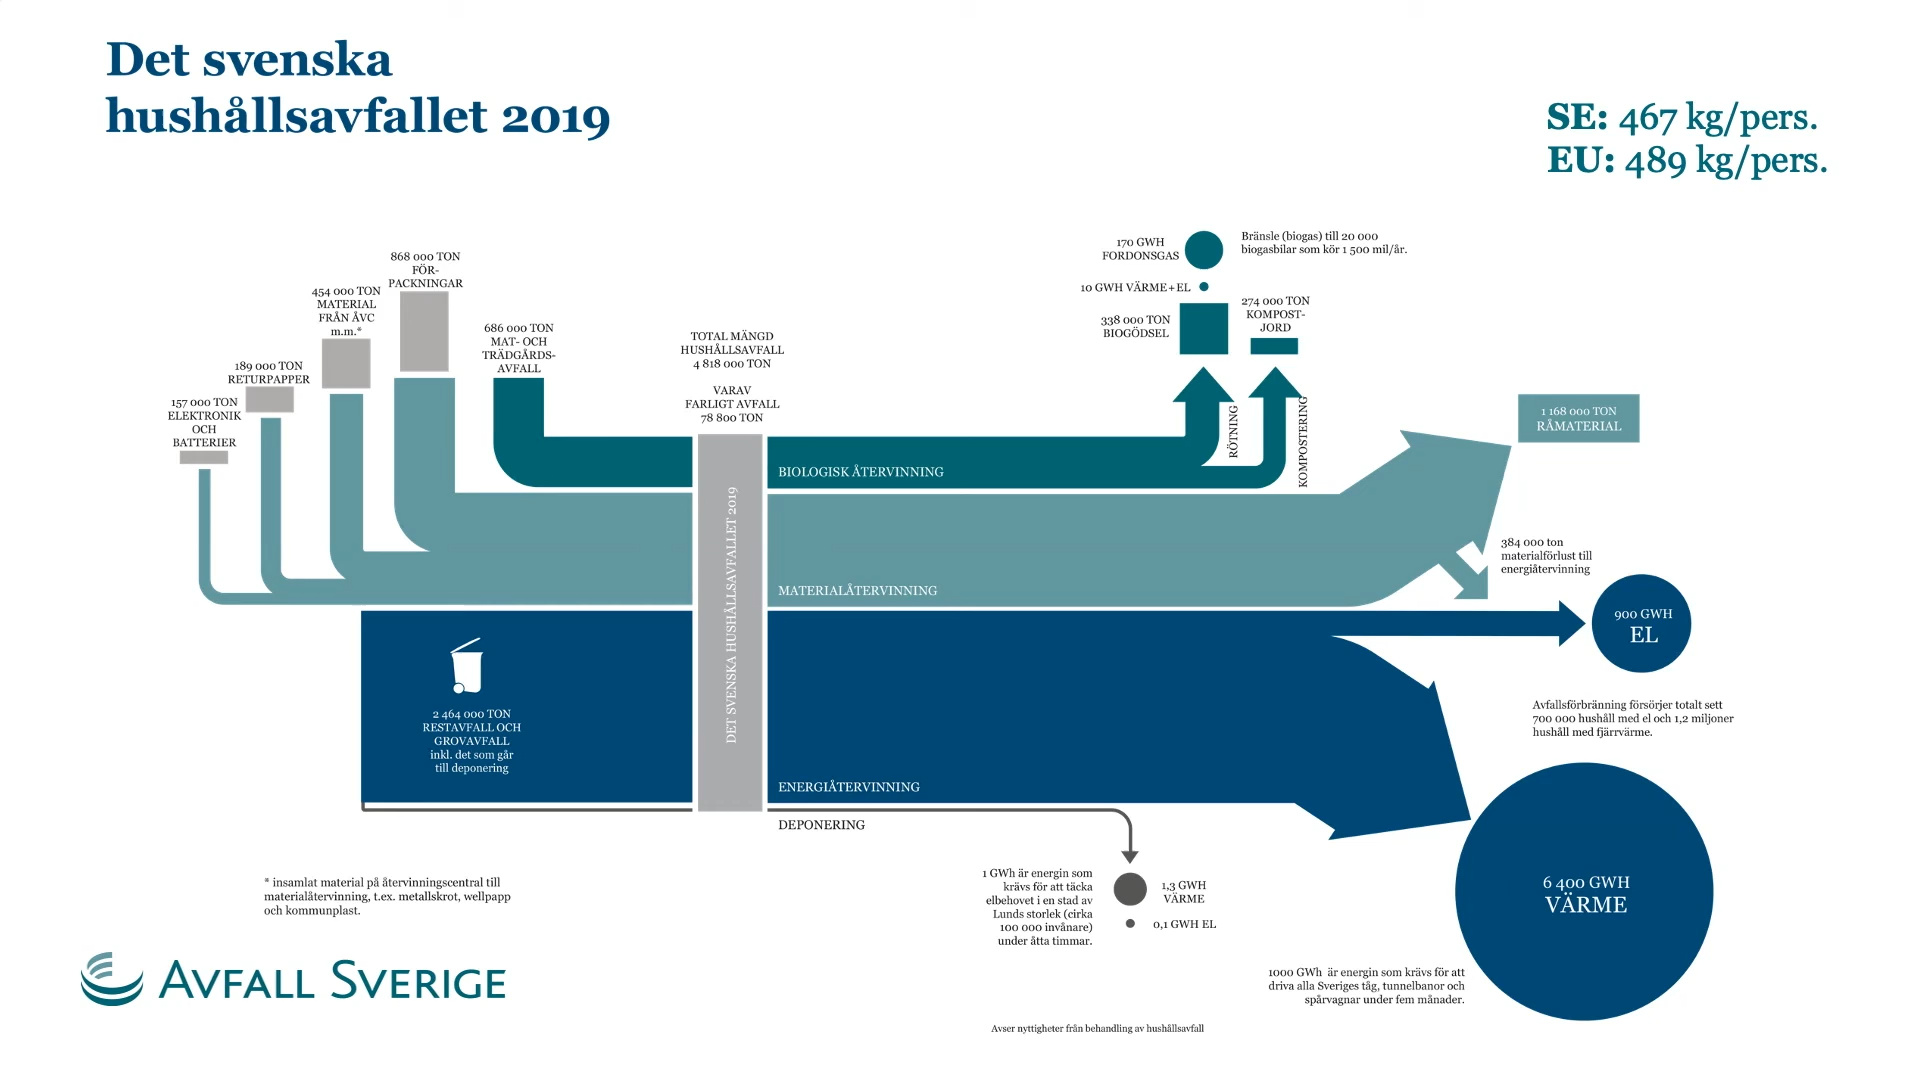 Det svenska
hushållsavfallet 2019
SE: 467 kg/pers.
EU: 489 kg/pers.
157 000 TON
ELEKTRONIK
OCH
BATTERIER
189 000 TON
RETURPAPPER
454 000 TON
MATERIAL
FRÅN ÅVC
m.m.*
868 000 TON
FÖR-
PACKNINGAR
686 000 TON
MAT- OCH
TRÄDGÅRDS-
AVFALL
TOTAL MÄNGD
HUSHÅLLSAVFALL
4 818 000 TON
VARAV
FARLIGT AVFALL
78 800 TON
DET SVENSKA HUSHÅLLSAVFALLET 2019
170 GWH
FORDONSGAS
Bränsle (biogas) till 20 000
biogasbilar som kör 1 500 mil/år.
10 GWH VÄRME+EL
338 000 TON
BIOGÖDSEL
274 000 TON
KOMPOST-
JORD
RÖTNING
KOMPOSTERING
BIOLOGISK ÅTERVINNING
1 168 000 TON
RÅMATERIAL
384 000 ton
materialförlust till
energiåtervinning
MATERIALÅTERVINNING
900 GWH
EL
2 464 000 TON
RESTAVFALL OCH
GROVAVFALL
inkl. det som går
till deponering
Avfallsförbränning försörjer totalt sett
700 000 hushåll med el och 1,2 miljoner
hushåll med fjärrvärme.
ENERGIÅTERVINNING
DEPONERING
6 400 GWH
VÄRME
1 GWh är energin som
krävs för att täcka
elbehovet i en stad av
Lunds storlek (cirka
100 000 invånare)
under åtta timmar.
1,3 GWH
VÄRME
0,1 GWH EL
* insamlat material på återvinningscentral till
materialåtervinning, t.ex. metallskrot, wellpapp
och kommunplast.
1000 GWh är energin som krävs för att
driva alla Sveriges tåg, tunnelbanor och
spårvagnar under fem månader.
AVFALL SVERIGE
Avser nyttigheter från behandling av hushållsavfall